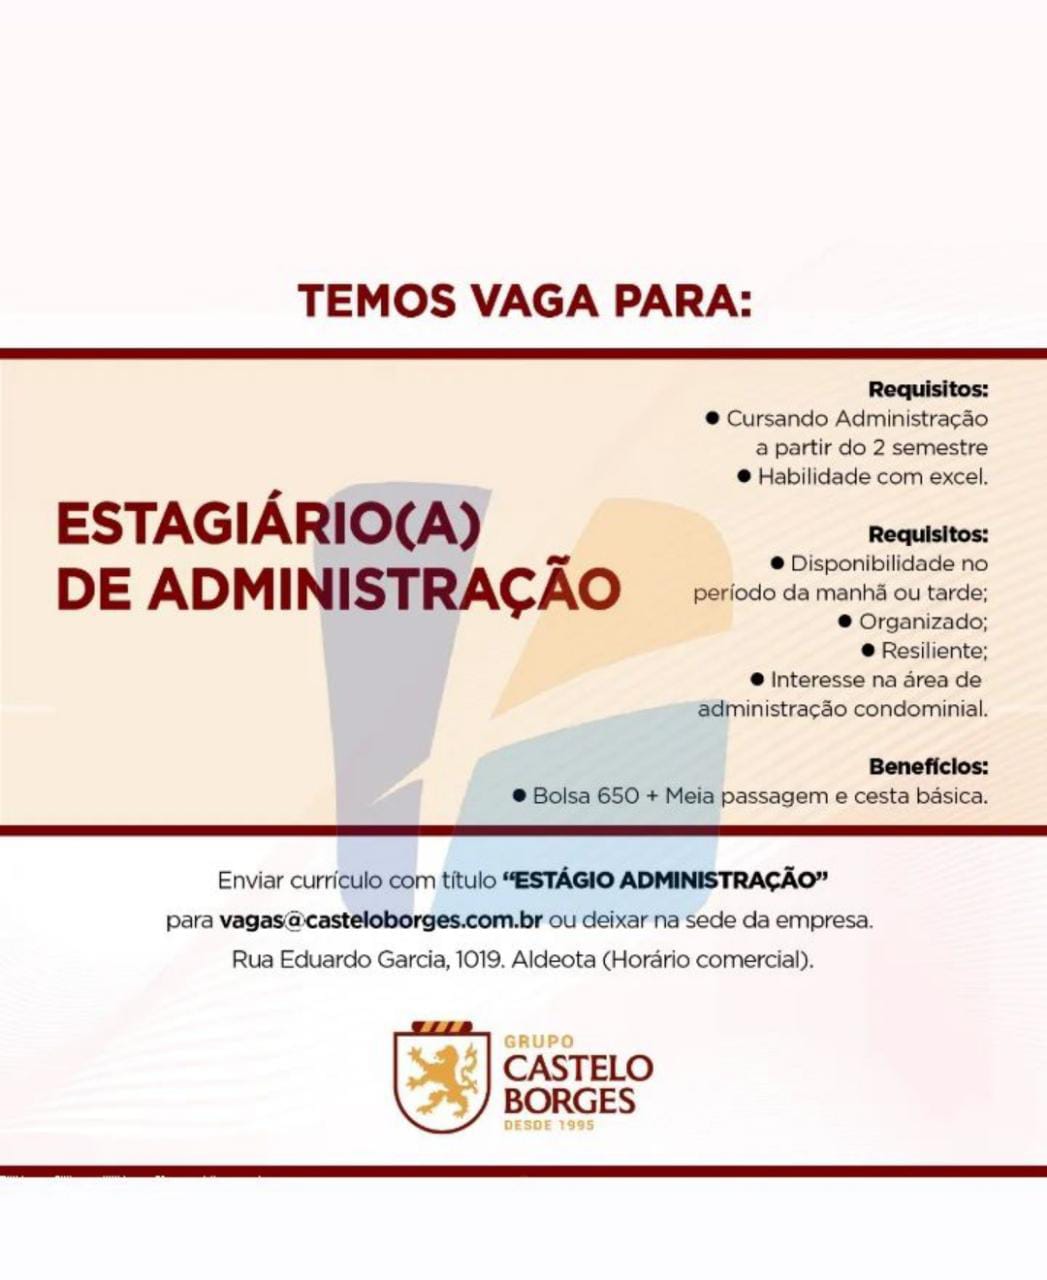 TEMOS VAGA PARA:
ESTAGIÁRIO(A)
DE ADMINISTRAÇÃO
Requisitos:
● Cursando Administração
a partir do 2 semestre
● Habilidade com excel.
Requisitos:
● Disponibilidade no
período da manhã ou tarde;
● Organizado;
● Resiliente;
● Interesse na área de
administração condominial.
Benefícios:
● Bolsa 650 + Meia passagem e cesta básica.
Enviar currículo com título “ESTÁGIO ADMINISTRAÇÃO”
para vagas@casteloborges.com.br ou deixar na sede da empresa.
Rua Eduardo Garcia, 1019. Aldeota (Horário comercial).
GRUPO
CASTELO
BORGES
DESDE 1995